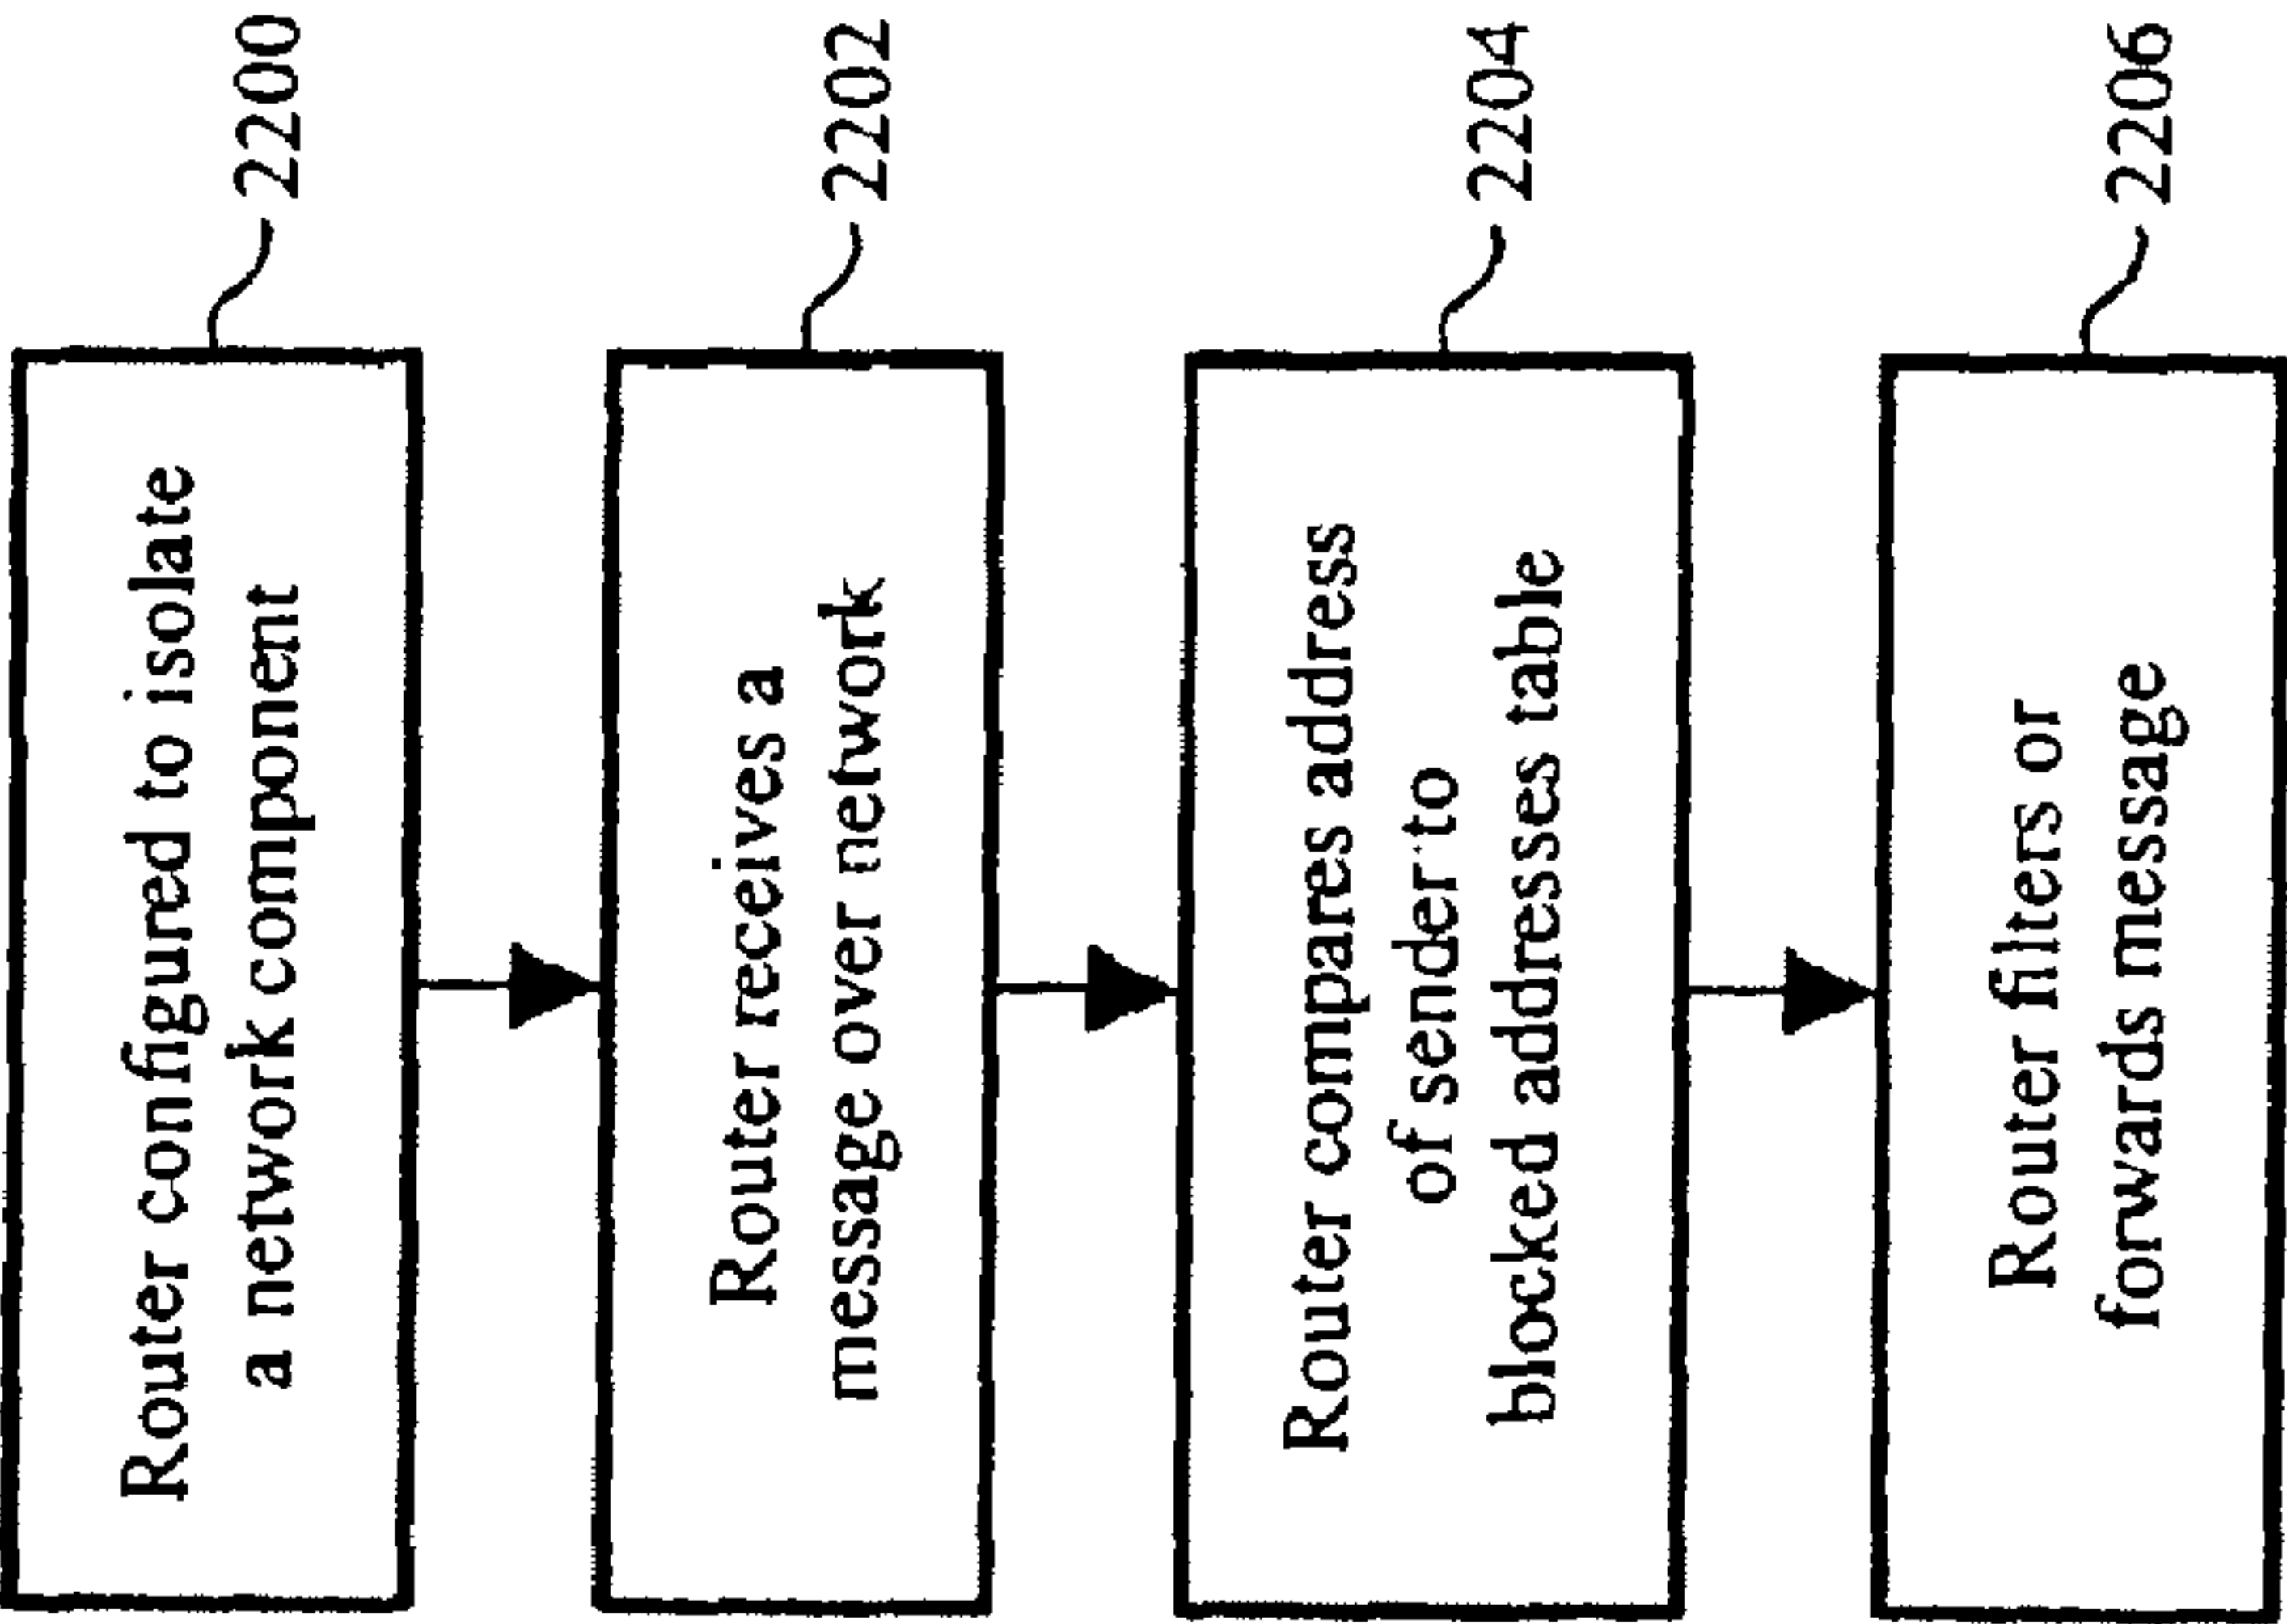 Router configured to isolate
a network component
2200
Router receives a
message over network
2202
Router compares address
of sender to
blocked addresses table
2204
Router filters or
forwards message
2206